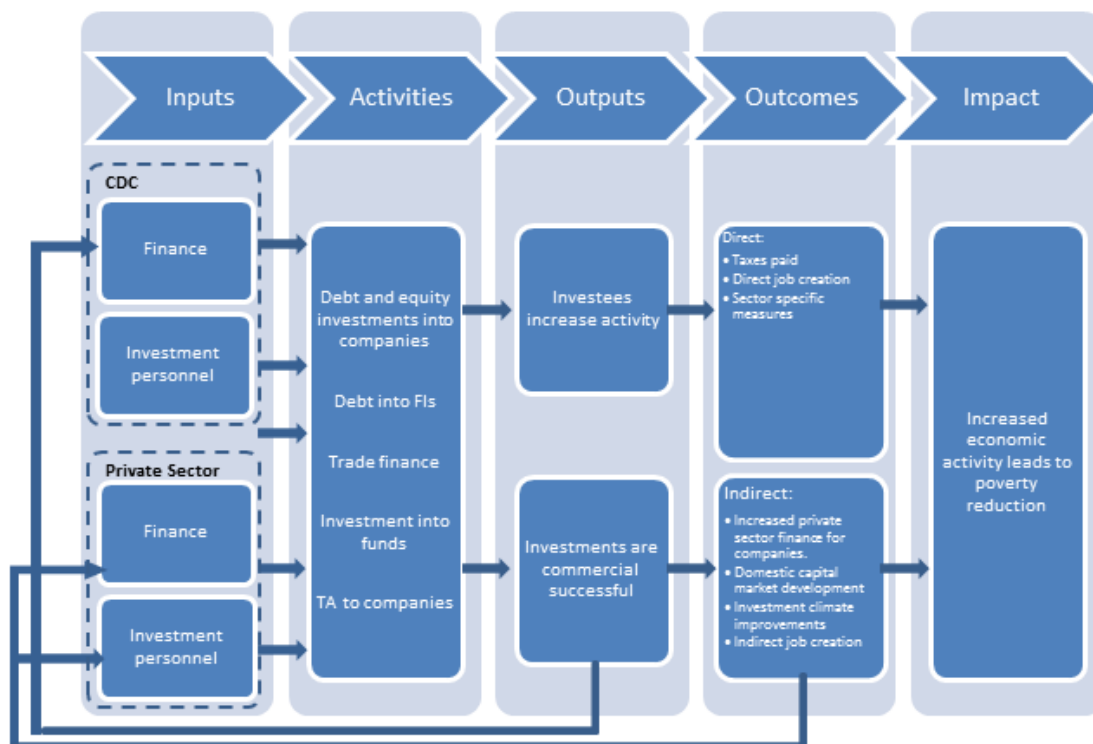 Inputs
Activities
Outputs
Outcomes
Impact
CDC
Finance
Investment
personnel
Private Sector
Finance
Investment
personnel
Debt and equity
investments into
companies
Debt into FIs
Trade finance
Investment into
funds
TA to companies
Investees
increase activity
Investments are
commercial
successful
Direct:
• Taxes paid
• Direct job creation
• Sector specific
measures
Indirect:
• Increased private
sector finance for
companies.
• Domestic capital
market development
• Investment climate
improvements
• Indirect job creation
Increased
economic
activity leads to
poverty
reduction